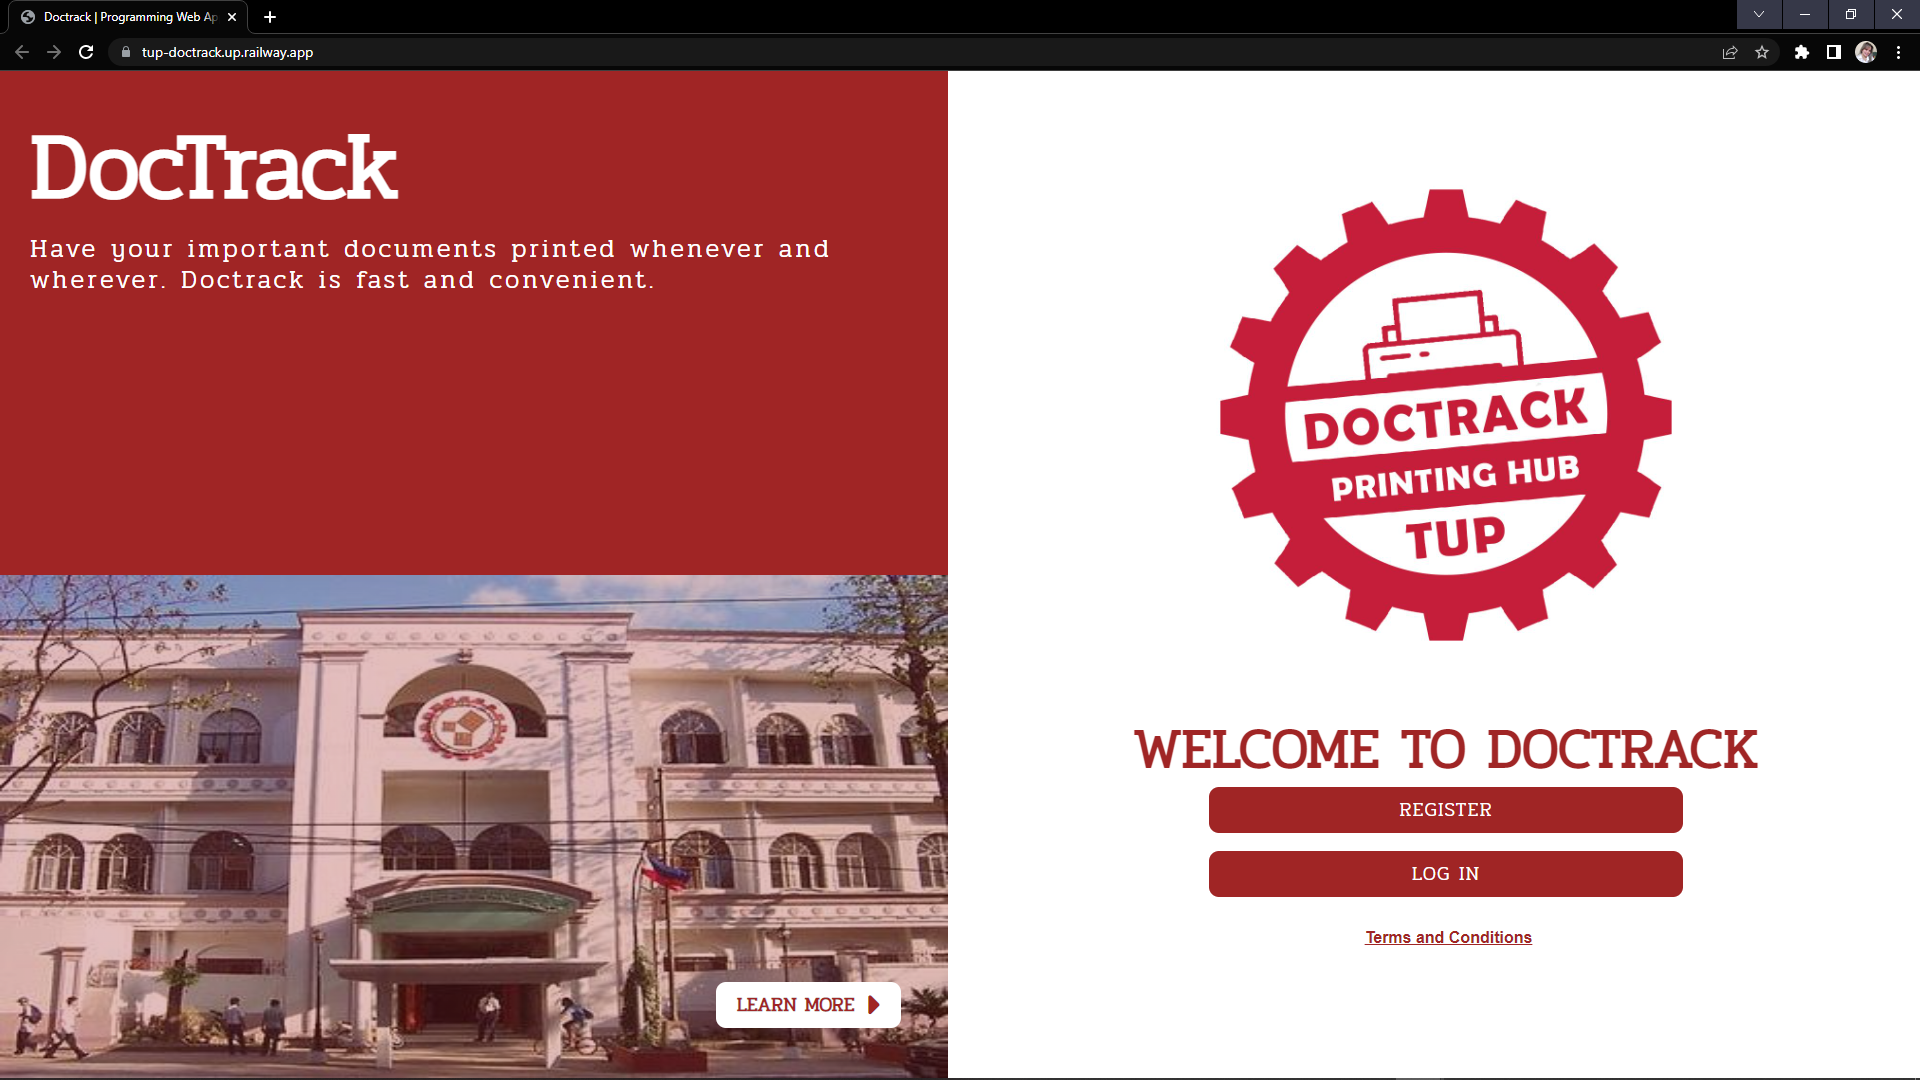 Doctrack | Programming Web Ap
tup-doctrack.up.railway.app
DocTrack
Have your important documents printed whenever and
wherever. Doctrack is fast and convenient.
LEARN MORE
DOCTRACK
PRINTING HUB
TUP
WELCOME TO DOCTRACK
REGISTER
LOG IN
Terms and Conditions